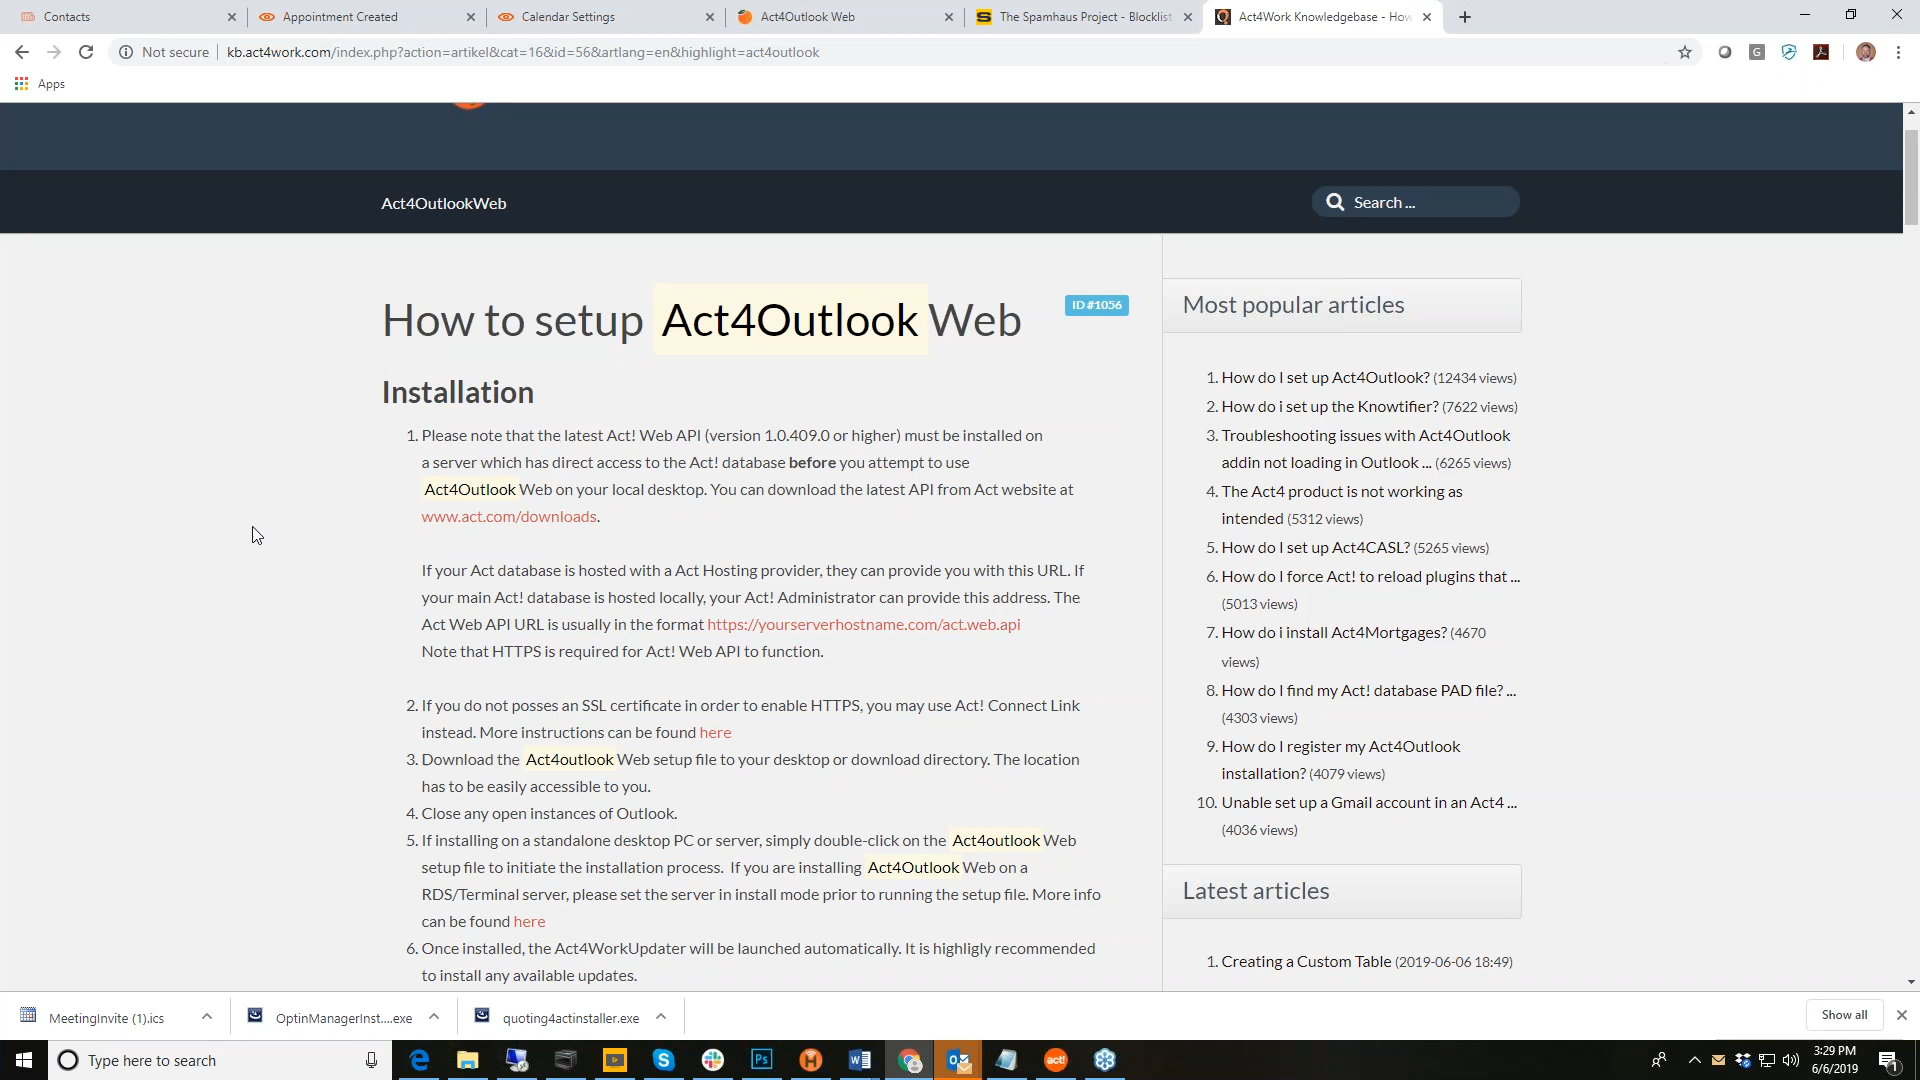 Contacts
Appointment Created
Calendar Settings
Act4Outlook Web
The Spamhaus Project - Blocklist
Act4Work Knowledgebase - How
Not secure
kb.act4work.com/index.php?action=artikel&cat=16&id=56&artlang=en&highlight=act4outlook
Apps
Act4OutlookWeb
Search ...
How to setup Act4Outlook Web
ID #1056
Installation
1. Please note that the latest Act! Web API (version 1.0.409.0 or higher) must be installed on
a server which has direct access to the Act! database before you attempt to use
Act4Outlook Web on your local desktop. You can download the latest API from Act website at
www.act.com/downloads.
If your Act database is hosted with a Act Hosting provider, they can provide you with this URL. If
your main Act! database is hosted locally, your Act! Administrator can provide this address. The
Act Web API URL is usually in the format https://yourserverhostname.com/act.web.api
Note that HTTPS is required for Act! Web API to function.
2. If you do not posses an SSL certificate in order to enable HTTPS, you may use Act! Connect Link
instead. More instructions can be found here
3. Download the Act4outlook Web setup file to your desktop or download directory. The location
has to be easily accessible to you.
4. Close any open instances of Outlook.
5. If installing on a standalone desktop PC or server, simply double-click on the Act4outlook Web
setup file to initiate the installation process. If you are installing Act4Outlook Web on a
RDS/Terminal server, please set the server in install mode prior to running the setup file. More info
can be found here
6. Once installed, the Act4WorkUpdater will be launched automatically. It is highligly recommended
to install any available updates.
Most popular articles
1. How do I set up Act4Outlook? (12434 views)
2. How do i set up the Knowtifier? (7622 views)
3. Troubleshooting issues with Act4Outlook
addin not loading in Outlook ... (6265 views)
4. The Act4 product is not working as
intended (5312 views)
5. How do I set up Act4CASL? (5265 views)
6. How do I force Act! to reload plugins that ...
(5013 views)
7. How do i install Act4Mortgages? (4670
views)
8. How do I find my Act! database PAD file? ...
(4303 views)
9. How do I register my Act4Outlook
installation? (4079 views)
10. Unable set up a Gmail account in an Act4 ...
(4036 views)
Latest articles
1. Creating a Custom Table (2019-06-06 18:49)
MeetingInvite (1).ics
OptinManagerInst....exe
quoting4actinstaller.exe
Show all
Type here to search
3:29 PM
6/6/2019